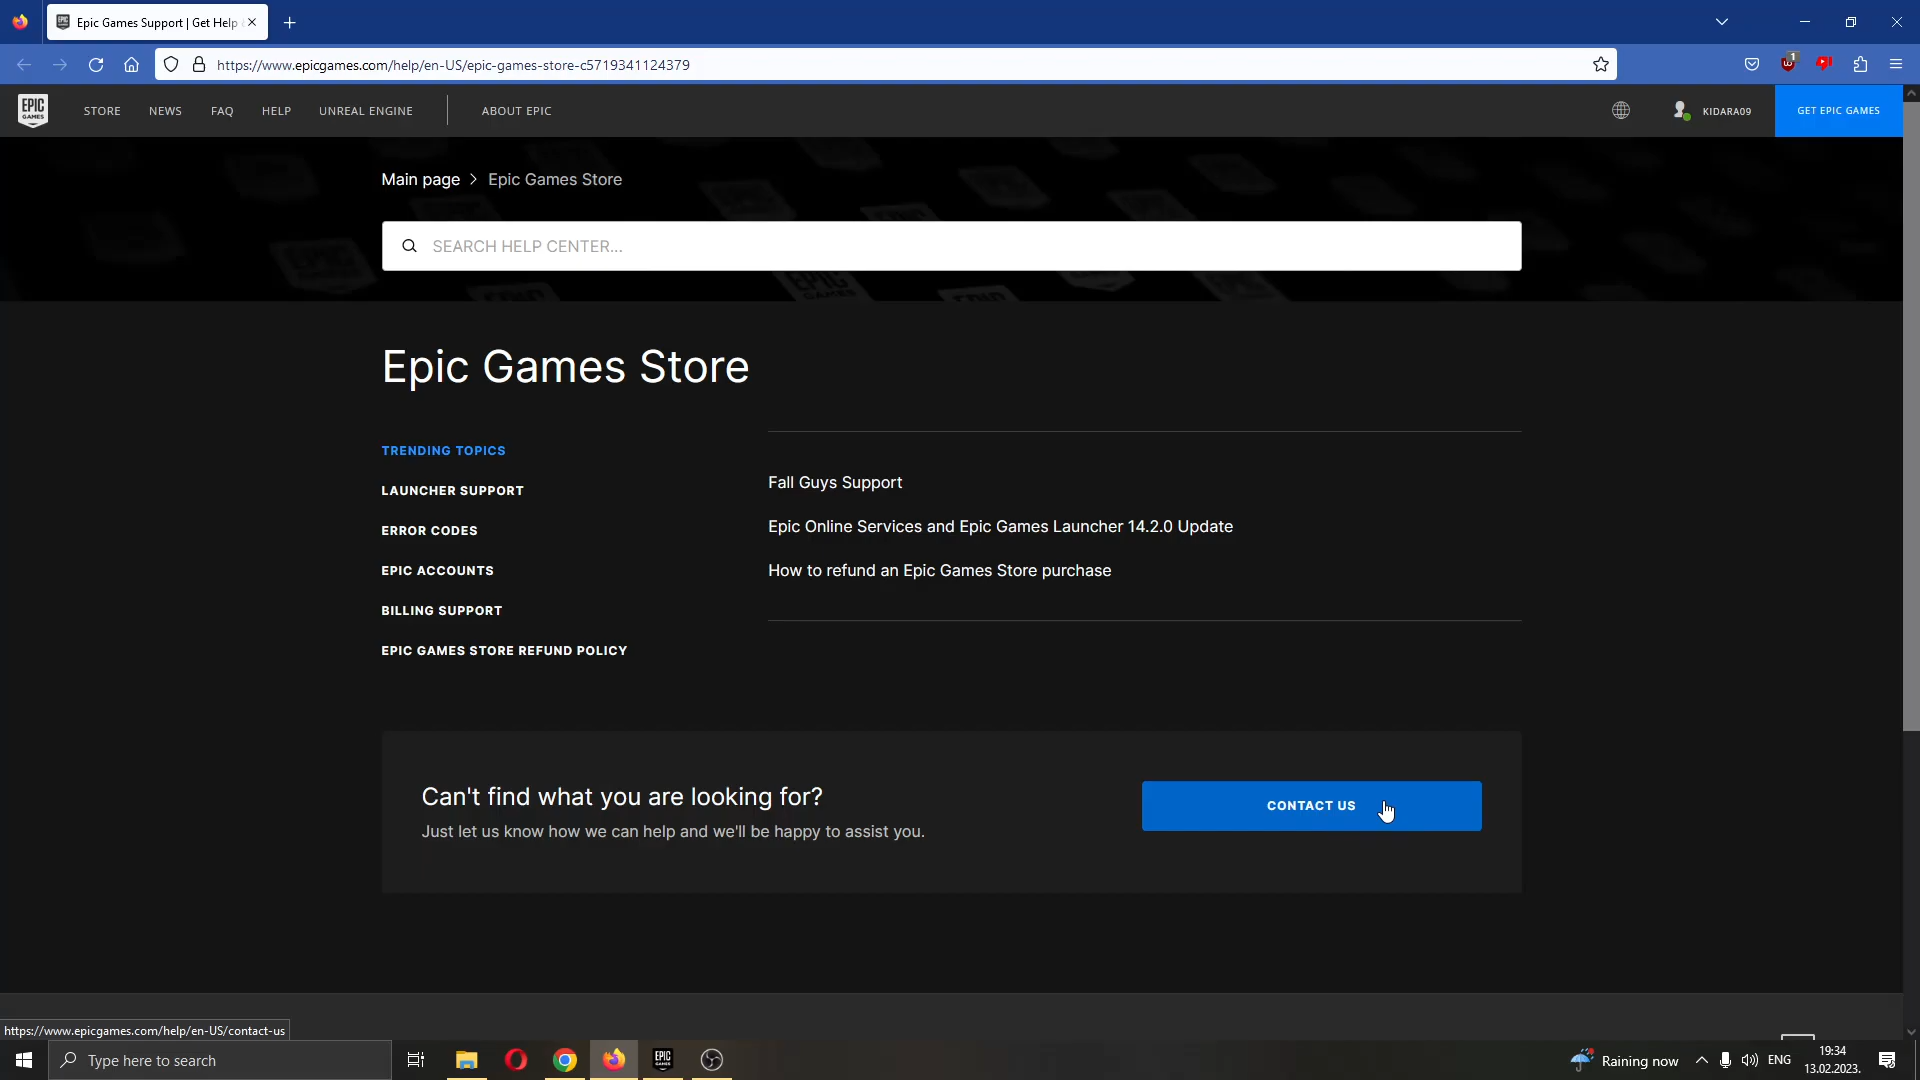 Epic Games Support | Get Help
https://www.epicgames.com/help/en-US/epic-games-store-c5719341124379
1
EPIC GAMES
STORE
NEWS
FAQ
HELP
UNREAL ENGINE
ABOUT EPIC
KIDARA09
GET EPIC GAMES
Main page > Epic Games Store
SEARCH HELP CENTER...
Epic Games Store
TRENDING TOPICS
LAUNCHER SUPPORT
ERROR CODES
EPIC ACCOUNTS
BILLING SUPPORT
EPIC GAMES STORE REFUND POLICY
Fall Guys Support
Epic Online Services and Epic Games Launcher 14.2.0 Update
How to refund an Epic Games Store purchase
Can't find what you are looking for?
Just let us know how we can help and we'll be happy to assist you.
CONTACT US
https://www.epicgames.com/help/en-US/contact-us
Type here to search
EPIC GAMES
Raining now
ENG
19:34
13.02.2023.